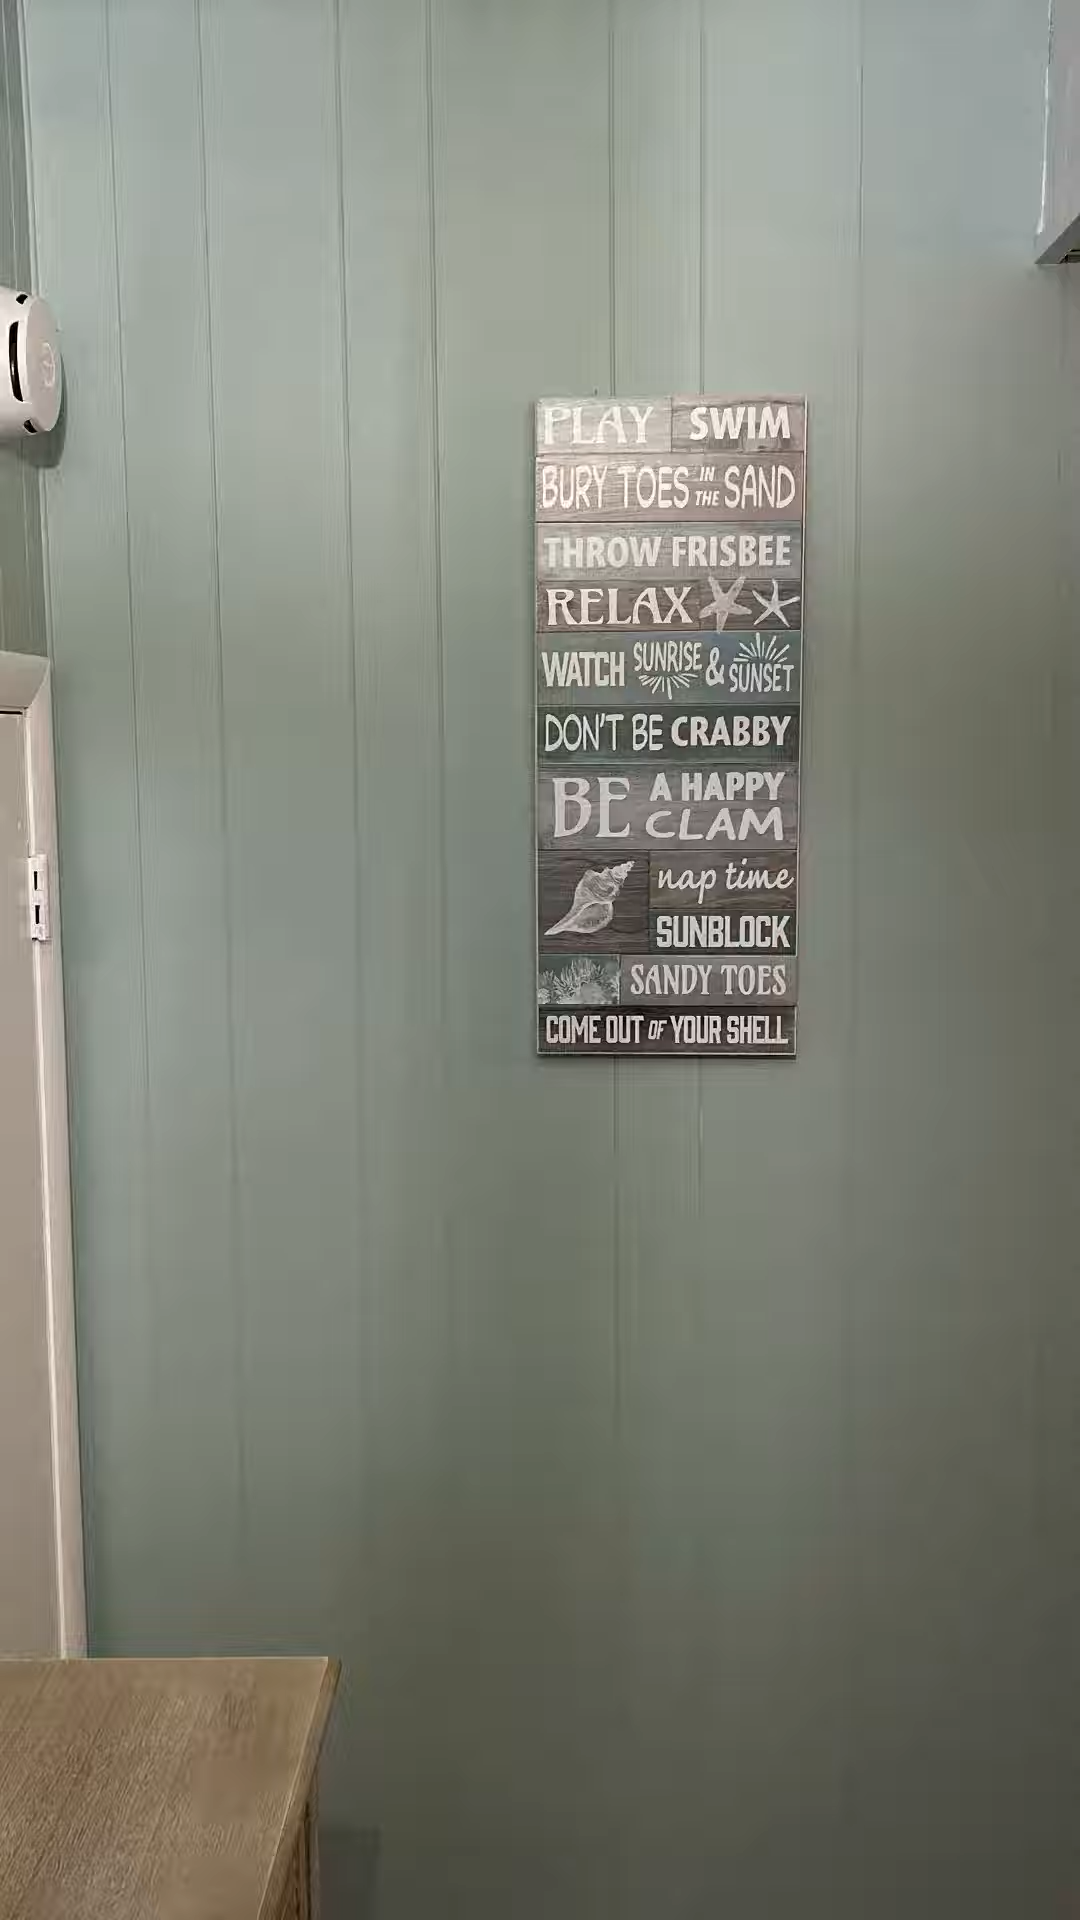 PLAY SWIM
BURY TOES IN THE SAND
THROW FRISBEE
RELAX
WATCH SUNRISE & SUNSET
DON'T BE CRABBY
BE A HAPPY
CLAM
nap time
SUNBLOCK
SANDY TOES
COME OUT OF YOUR SHELL